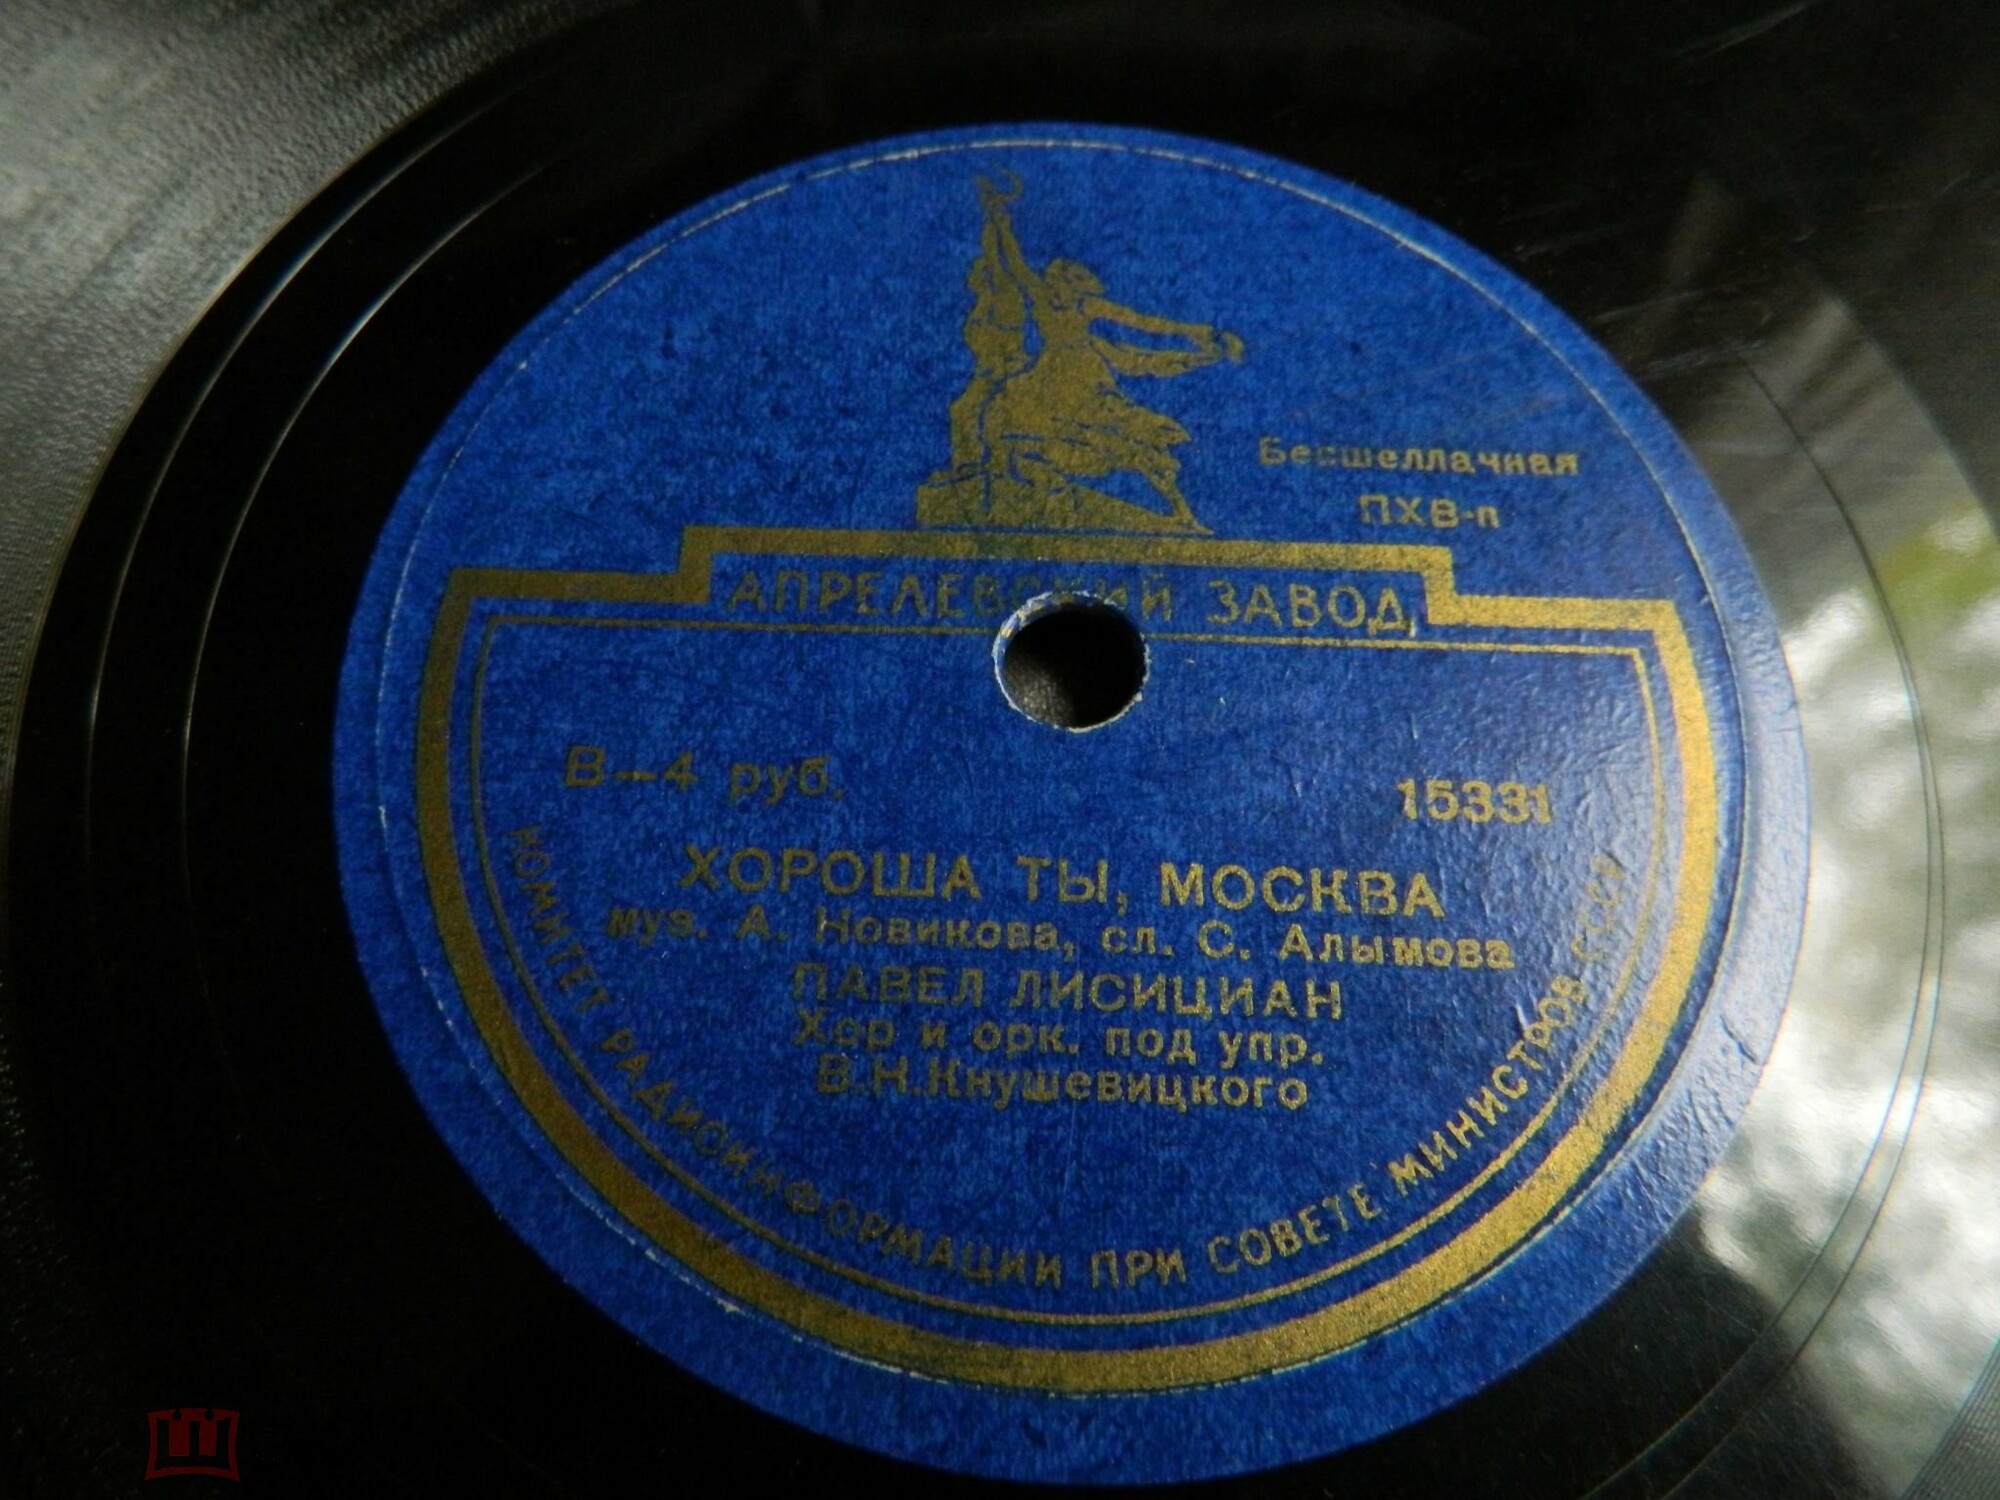 Бесшеллачная
ПХВ-п
АПРЕЛЕВСКИЙ ЗАВОД
В—4 руб.
15331
ХОРОША ТЫ, МОСКВА
муз. А. Новикова, сл. С. Алымова
ПАВЕЛ ЛИСИЦИАН
Хор и орк. под упр.
В.Н.Кнушевицкого
КОМИТЕТ РАДИОИНФОРМАЦИИ ПРИ СОВЕТЕ МИНИСТРОВ СССР